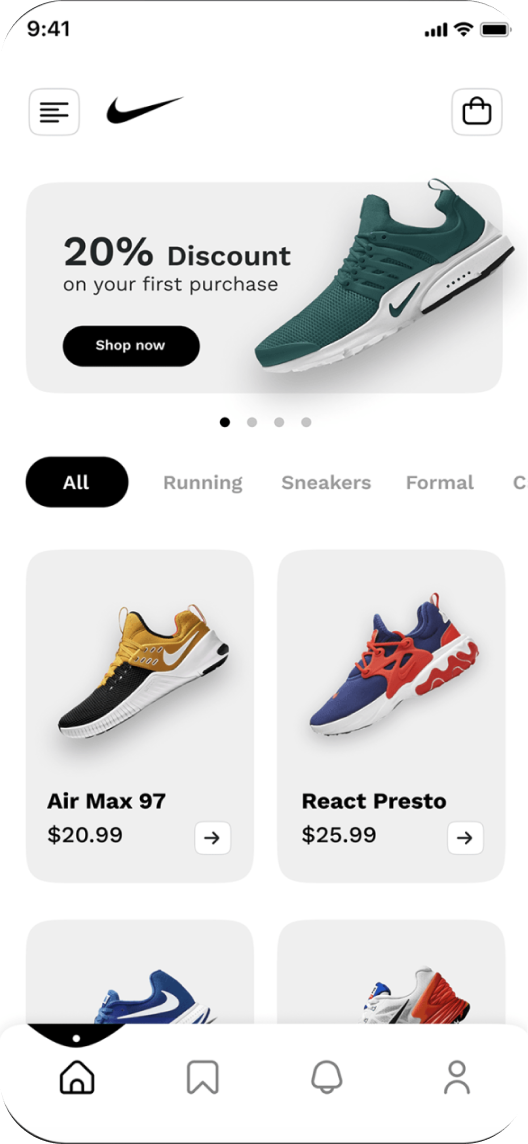 9:41
20% Discount
on your first purchase
Shop now
All Running Sneakers Formal C
Air Max 97
$20.99
React Presto
$25.99